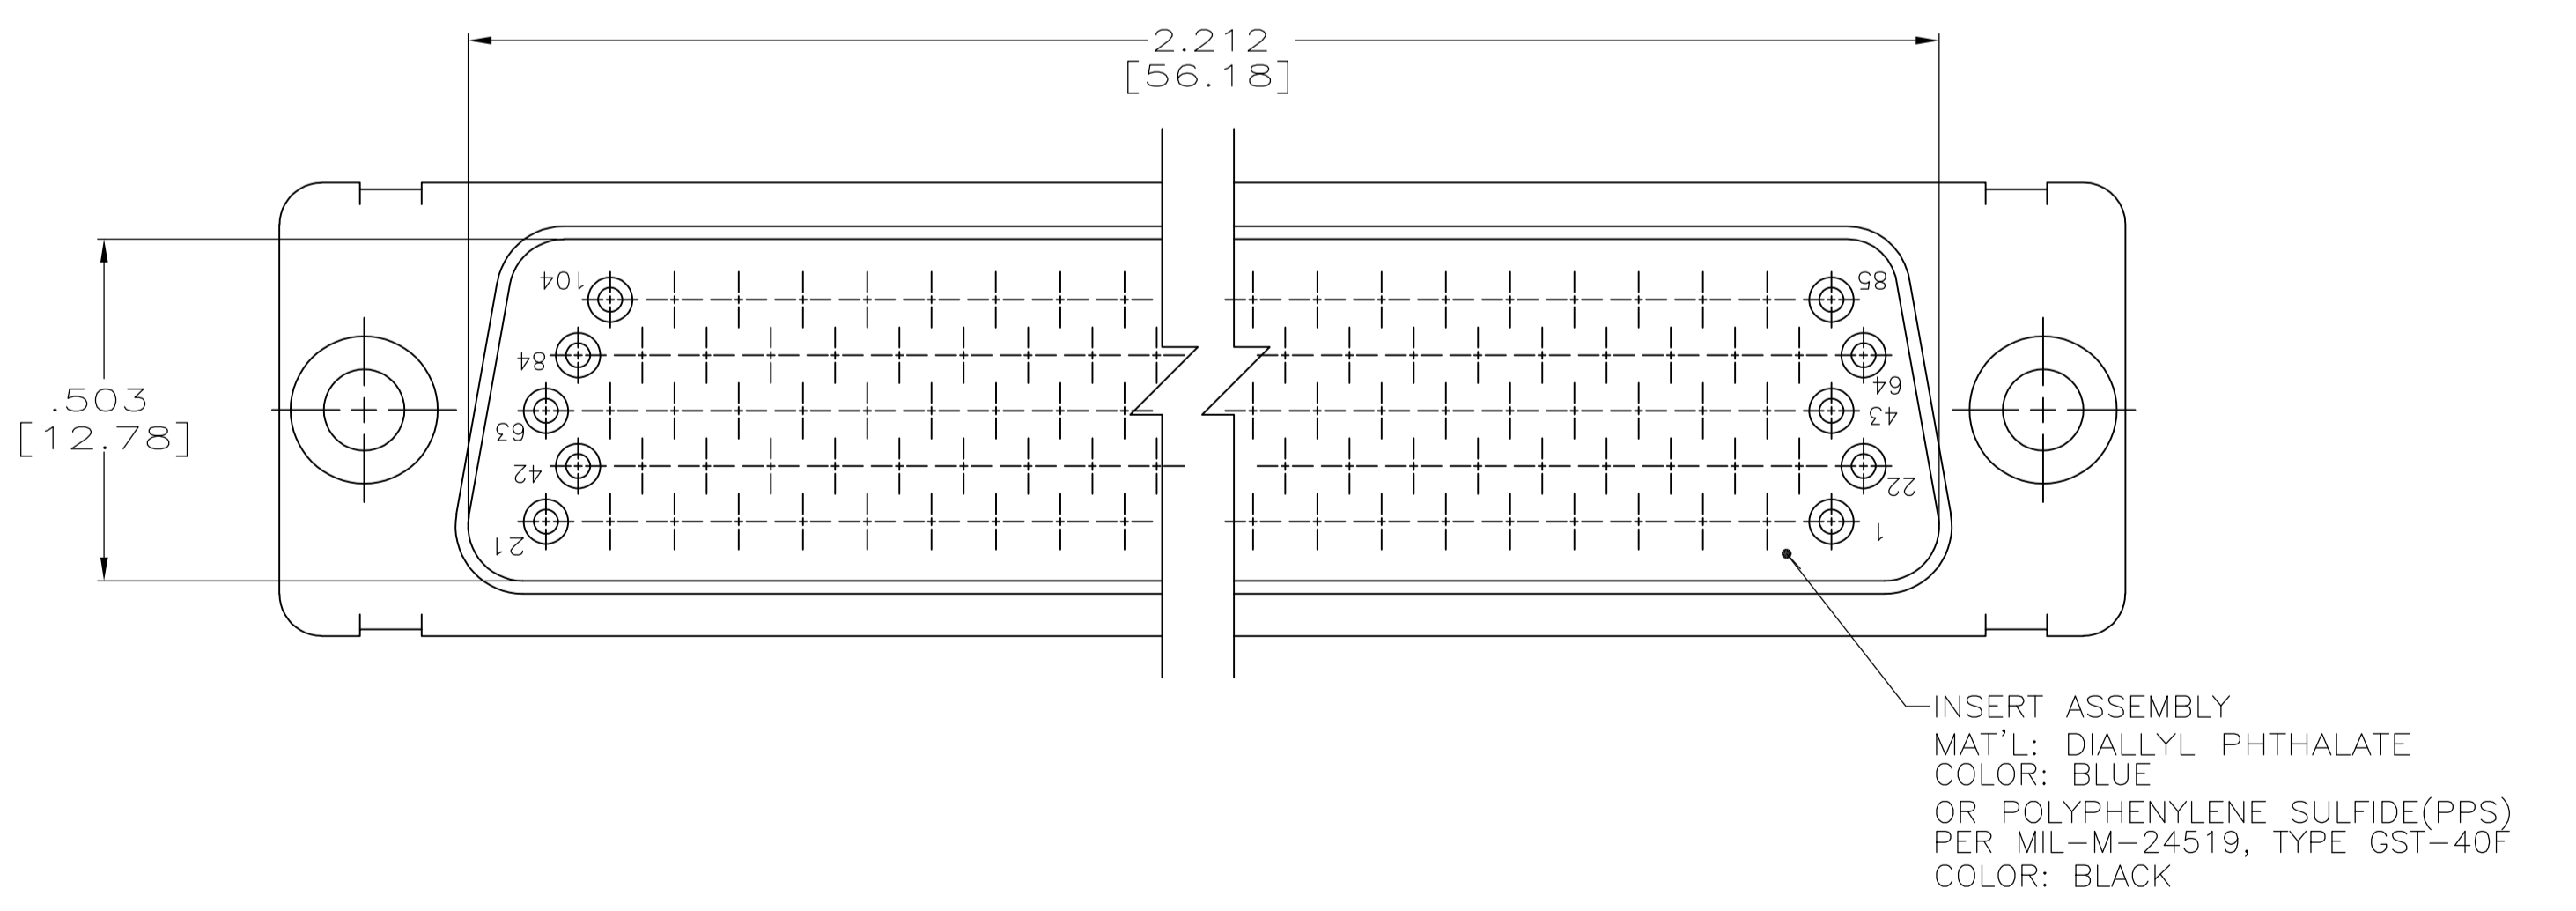 2.212
[56.18]
104
85
84
64
.503
[12.78]
63
43
42
22
21
1
INSERT ASSEMBLY
MAT'L: DIALLYL PHTHALATE
COLOR: BLUE
OR POLYPHENYLENE SULFIDE(PPS)
PER MIL-M-24519, TYPE GST-40F
COLOR: BLACK